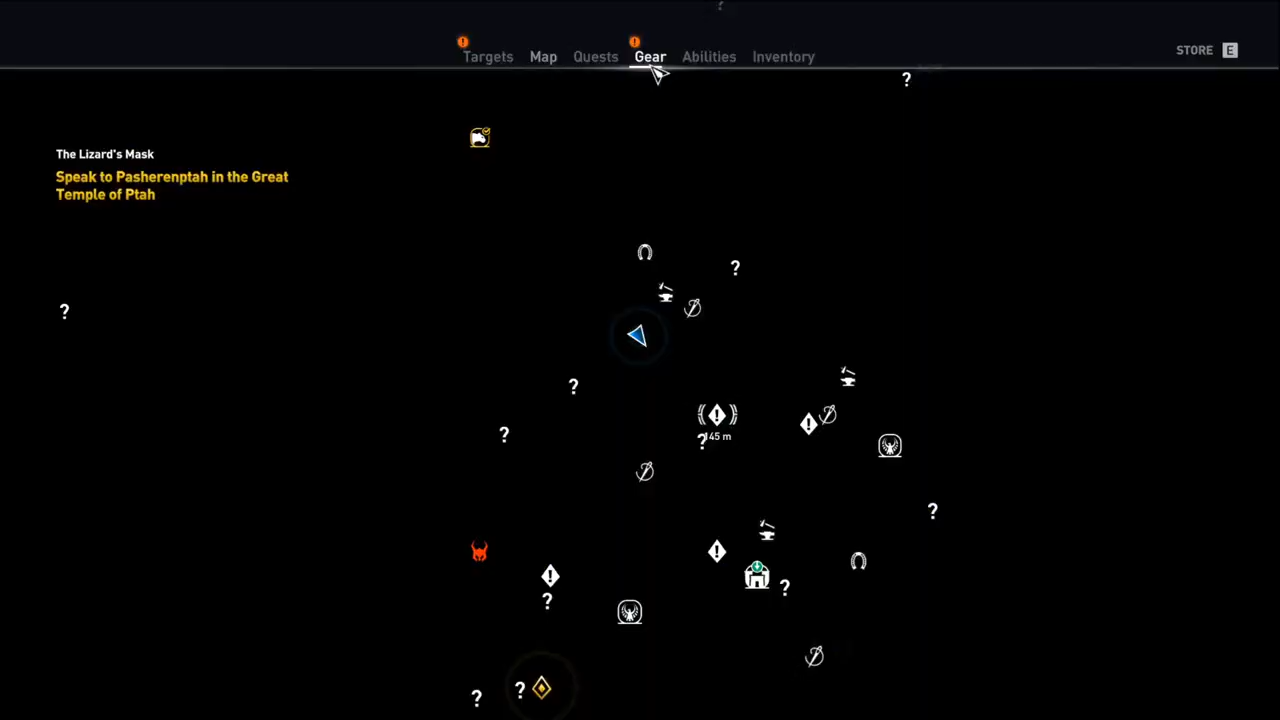 Targets Map Quests Gear Abilities Inventory
STORE E
The Lizard's Mask
Speak to Pasherenptah in the Great
Temple of Ptah
145 m